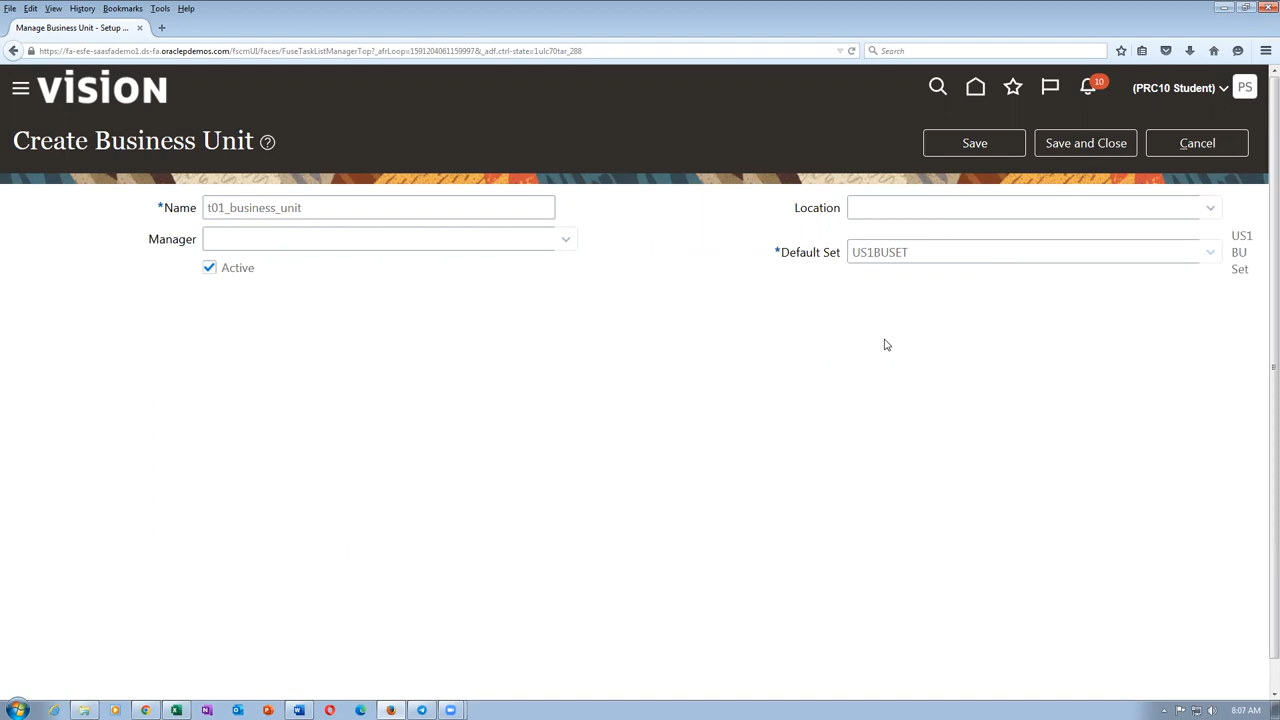 File Edit View History Bookmarks Tools Help
Manage Business Unit - Setup ...
https://fa-esfe-saasfademo1.ds-fa.oraclepdemos.com/fscmUI/faces/FuseTaskListManagerTop?_afrLoop=15912040611599976&_adf.ctrl-state=1ulc70tar_288
Search
vision
10
(PRC10 Student)
PS
Create Business Unit
Save
Save and Close
Cancel
*Name t01_business_unit
Location
Manager
*Default Set US1BUSET
US1
BU
Set
Active
8:07 AM